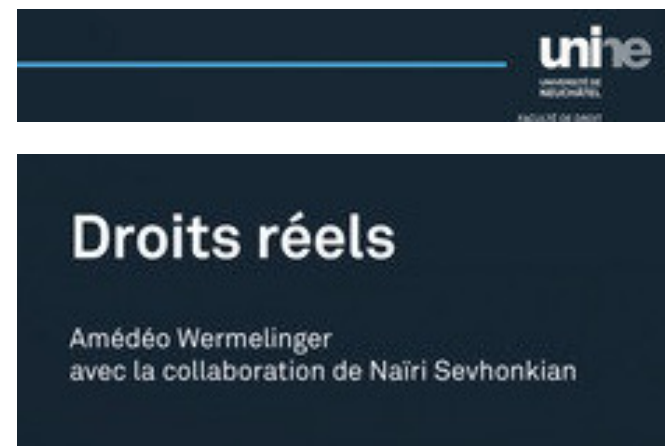 unine
UNIVERSITÉ DE
NEUCHÂTEL
FACULTÉ DE DROIT
Droits réels
Amédéo Wermelinger
avec la collaboration de Naïri Sevhonkian